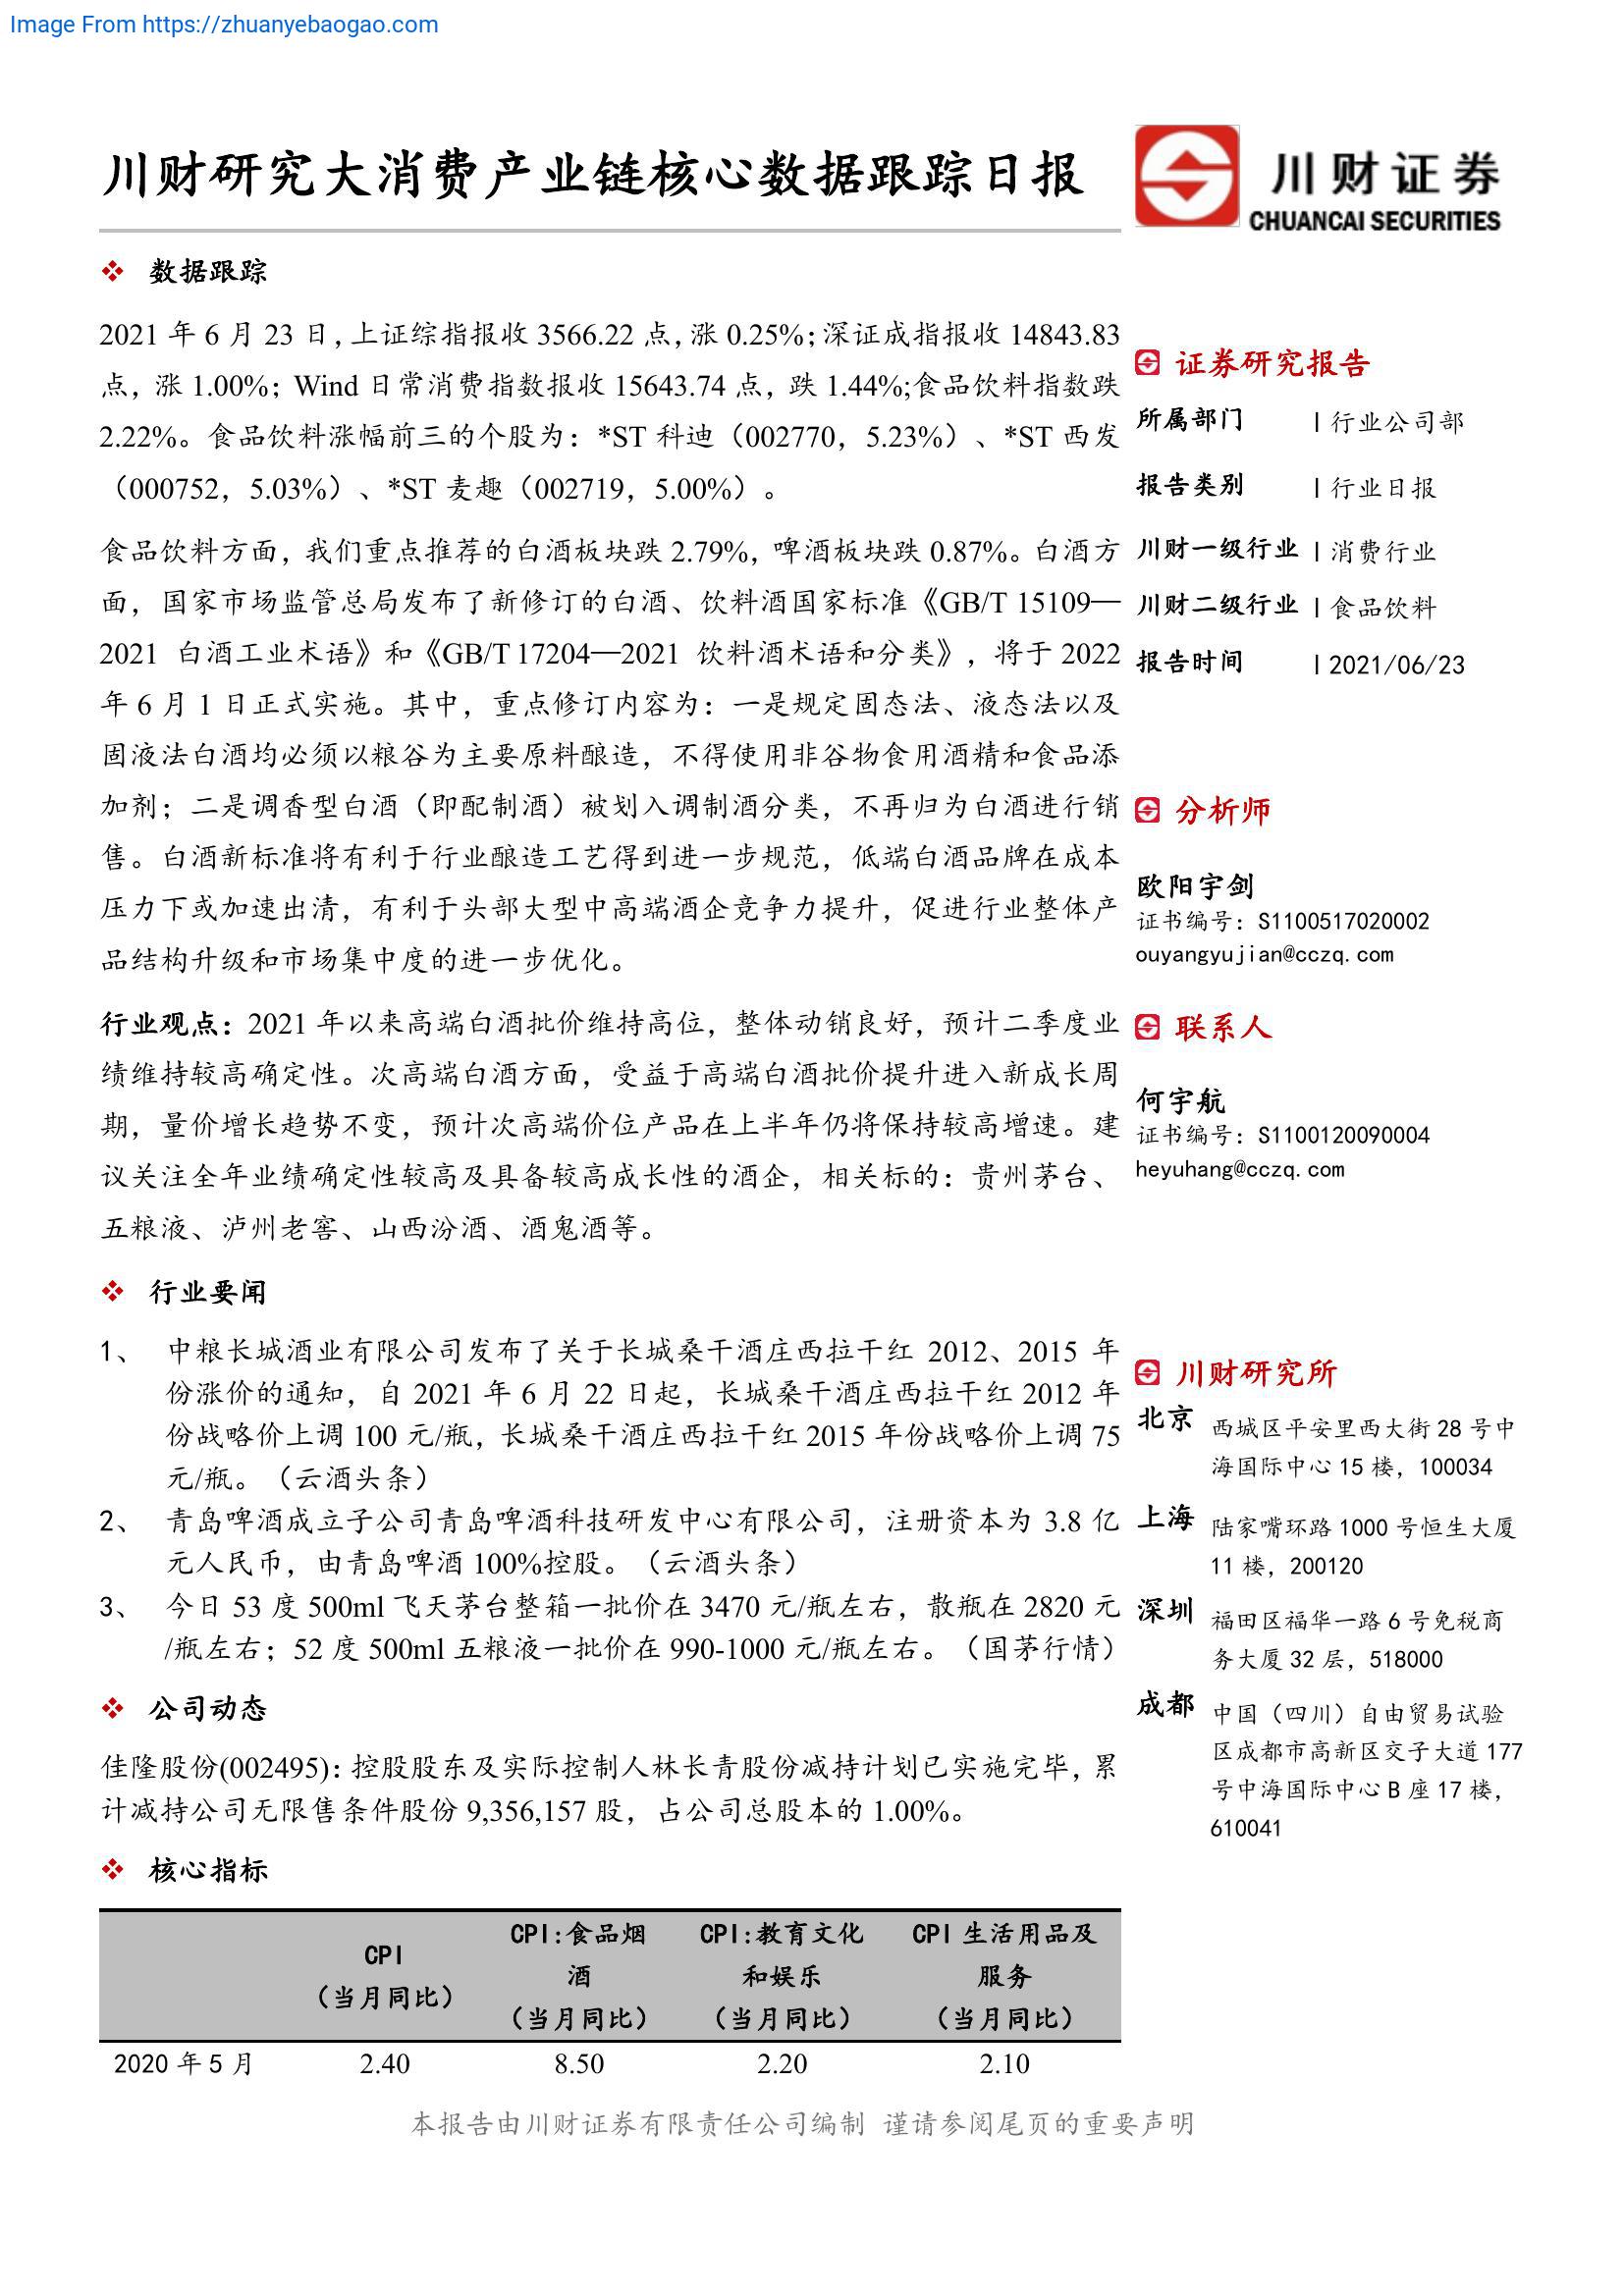 Image From https://zhuanyebaogao.com
川财研究大消费产业链核心数据跟踪日报
川财证券
CHUANCAI SECURITIES
❖ 数据跟踪
2021 年 6 月 23 日，上证综指报收 3566.22 点，涨 0.25%；深证成指报收 14843.83
点，涨 1.00%；Wind 日常消费指数报收 15643.74 点，跌 1.44%;食品饮料指数跌
2.22%。食品饮料涨幅前三的个股为：*ST 科迪（002770，5.23%）、*ST 西发
（000752，5.03%）、*ST 麦趣（002719，5.00%）。
食品饮料方面，我们重点推荐的白酒板块跌 2.79%，啤酒板块跌 0.87%。白酒方
面，国家市场监管总局发布了新修订的白酒、饮料酒国家标准《GB/T 15109—
2021 白酒工业术语》和《GB/T 17204—2021 饮料酒术语和分类》，将于 2022
年 6 月 1 日正式实施。其中，重点修订内容为：一是规定固态法、液态法以及
固液法白酒均必须以粮谷为主要原料酿造，不得使用非谷物食用酒精和食品添
加剂；二是调香型白酒（即配制酒）被划入调制酒分类，不再归为白酒进行销
售。白酒新标准将有利于行业酿造工艺得到进一步规范，低端白酒品牌在成本
压力下或加速出清，有利于头部大型中高端酒企竞争力提升，促进行业整体产
品结构升级和市场集中度的进一步优化。
行业观点：2021 年以来高端白酒批价维持高位，整体动销良好，预计二季度业
绩维持较高确定性。次高端白酒方面，受益于高端白酒批价提升进入新成长周
期，量价增长趋势不变，预计次高端价位产品在上半年仍将保持较高增速。建
议关注全年业绩确定性较高及具备较高成长性的酒企，相关标的：贵州茅台、
五粮液、泸州老窖、山西汾酒、酒鬼酒等。
❖ 行业要闻
1、 中粮长城酒业有限公司发布了关于长城桑干酒庄西拉干红 2012、2015 年
份涨价的通知，自 2021 年 6 月 22 日起，长城桑干酒庄西拉干红 2012 年
份战略价上调 100 元/瓶，长城桑干酒庄西拉干红 2015 年份战略价上调 75
元/瓶。（云酒头条）
2、 青岛啤酒成立子公司青岛啤酒科技研发中心有限公司，注册资本为 3.8 亿
元人民币，由青岛啤酒 100%控股。（云酒头条）
3、 今日 53 度 500ml 飞天茅台整箱一批价在 3470 元/瓶左右，散瓶在 2820 元
/瓶左右；52 度 500ml 五粮液一批价在 990-1000 元/瓶左右。（国茅行情）
❖ 公司动态
佳隆股份(002495)：控股股东及实际控制人林长青股份减持计划已实施完毕，累
计减持公司无限售条件股份 9,356,157 股，占公司总股本的 1.00%。
❖ 核心指标
CPI
（当月同比）
CPI:食品烟
酒
（当月同比）
CPI:教育文化
和娱乐
（当月同比）
CPI 生活用品及
服务
（当月同比）
2020 年 5 月 2.40 8.50 2.20 2.10
证券研究报告
所属部门 | 行业公司部
报告类别 | 行业日报
川财一级行业 | 消费行业
川财二级行业 | 食品饮料
报告时间 | 2021/06/23
分析师
欧阳宇剑
证书编号：S1100517020002
ouyangyujian@cczq.com
联系人
何宇航
证书编号：S1100120090004
heyuhang@cczq.com
川财研究所
北京 西城区平安里西大街 28 号中
海国际中心 15 楼，100034
上海 陆家嘴环路 1000 号恒生大厦
11 楼，200120
深圳 福田区福华一路 6 号免税商
务大厦 32 层，518000
成都 中国（四川）自由贸易试验
区成都市高新区交子大道 177
号中海国际中心 B 座 17 楼，
610041
本报告由川财证券有限责任公司编制 谨请参阅尾页的重要声明